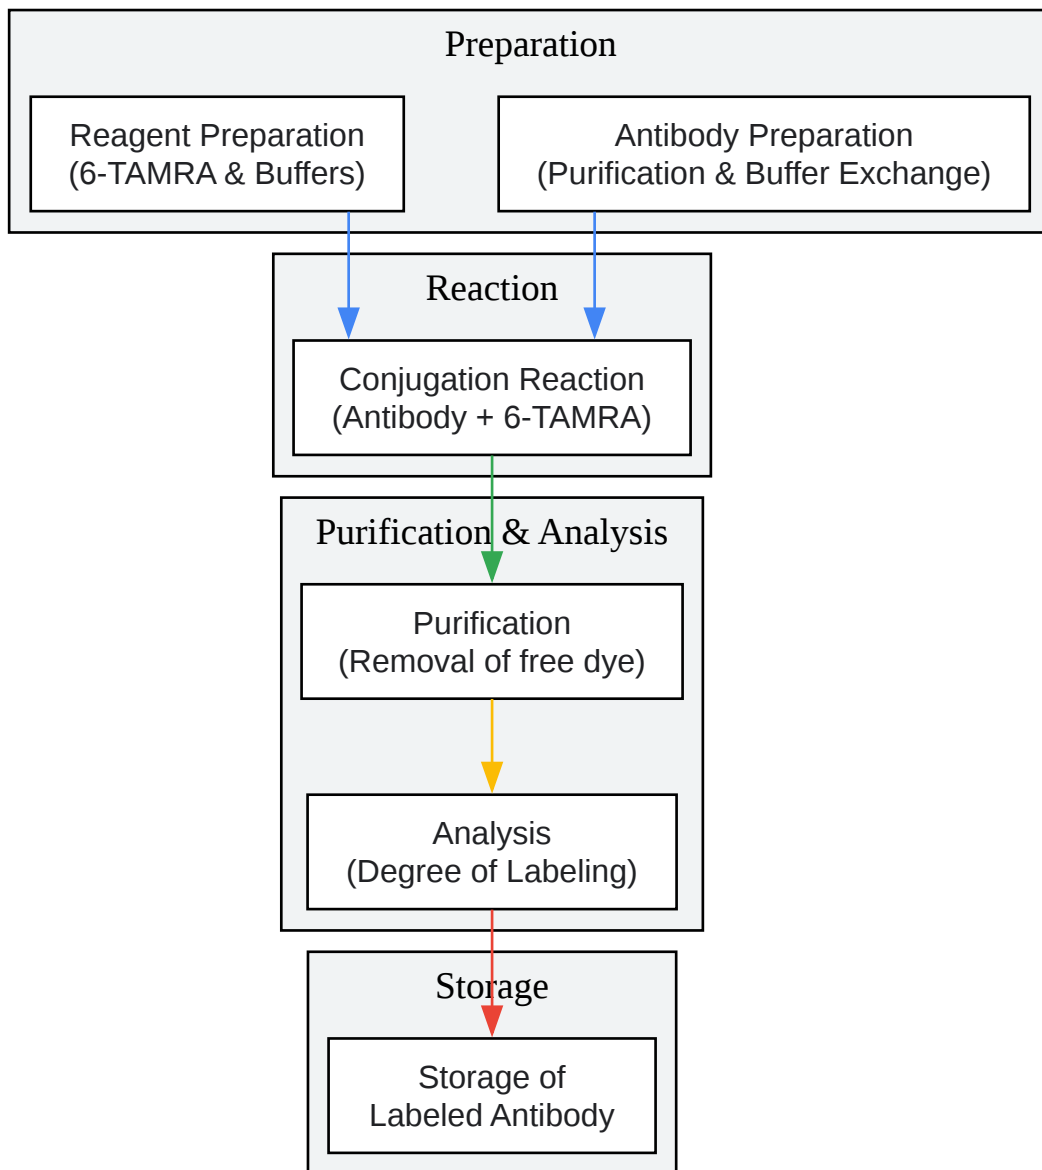 Preparation
Reagent Preparation
(6-TAMRA & Buffers)
Antibody Preparation
(Purification & Buffer Exchange)
Reaction
Conjugation Reaction
(Antibody + 6-TAMRA)
Purification & Analysis
Purification
(Removal of free dye)
Analysis
(Degree of Labeling)
Storage
Storage of
Labeled Antibody